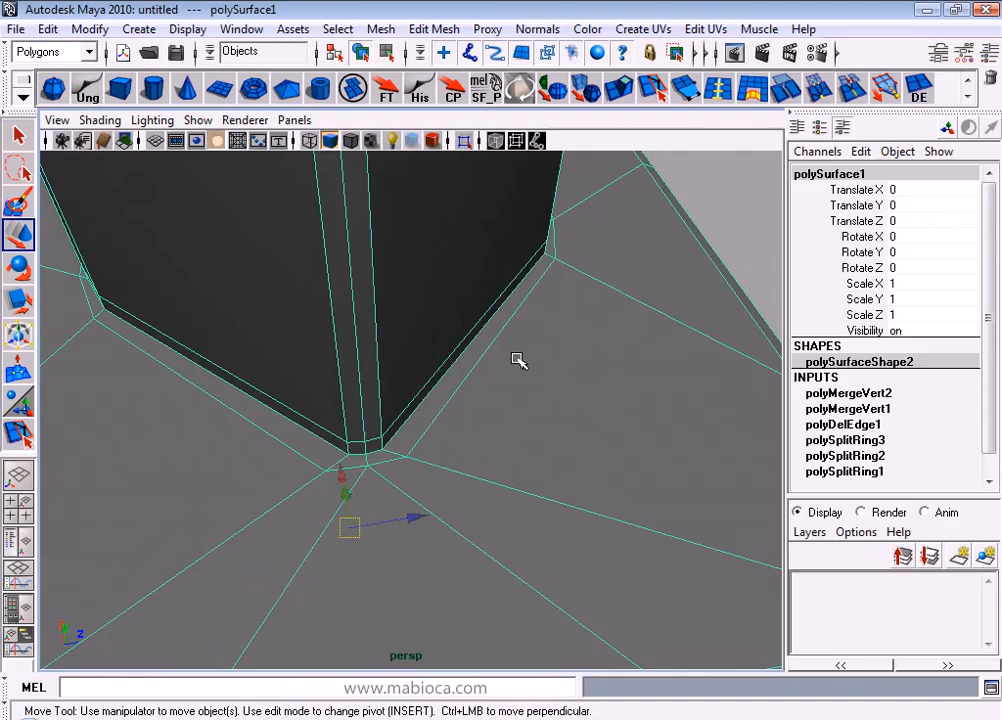 Autodesk Maya 2010: untitled --- polySurface1
File Edit Modify Create Display Window Assets Select Mesh Edit Mesh Proxy Normals Color Create UVs Edit UVs Muscle Help
Polygons Objects
Ung FT His mel SF_P CP DE
View Shading Lighting Show Renderer Panels
Channels Edit Object Show
polySurface1
Translate X 0
Translate Y 0
Translate Z 0
Rotate X 0
Rotate Y 0
Rotate Z 0
Scale X 1
Scale Y 1
Scale Z 1
Visibility on
SHAPES
polySurfaceShape2
INPUTS
polyMergeVert2
polyMergeVert1
polyDelEdge1
polySplitRing3
polySplitRing2
polySplitRing1
Display Render Anim
Layers Options Help
z
persp
<< >>
MEL www.mabioca.com
Move Tool: Use manipulator to move object(s). Use edit mode to change pivot (INSERT). Ctrl+LMB to move perpendicular.